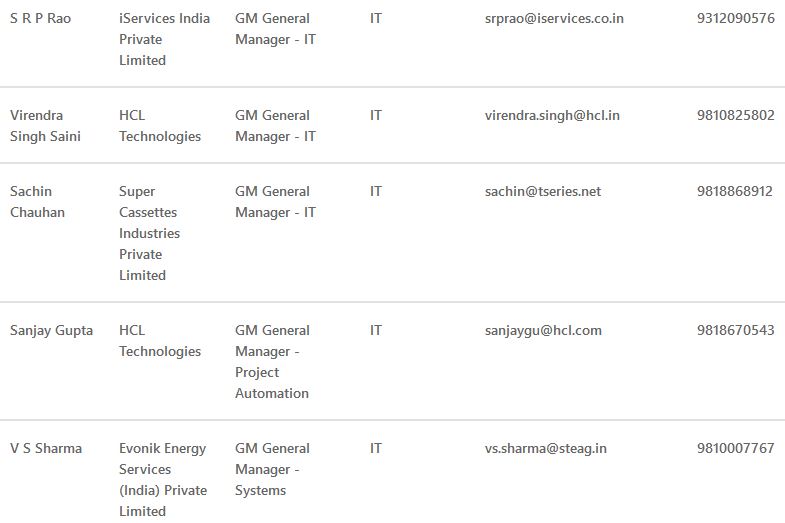 S R P Rao iServices India GM General IT srprao@iservices.co.in 9312090576
Private Manager - IT
Limited
Virendra HCL GM General IT virendra.singh@hcl.in 9810825802
Singh Saini Technologies Manager - IT
Sachin Super GM General IT sachin@tseries.net 9818868912
Chauhan Cassettes Manager - IT
Industries
Private
Limited
Sanjay Gupta HCL GM General IT sanjaygu@hcl.com 9818670543
Technologies Manager -
Project
Automation
V S Sharma Evonik Energy GM General IT vs.sharma@steag.in 9810007767
Services Manager -
(India) Private Systems
Limited